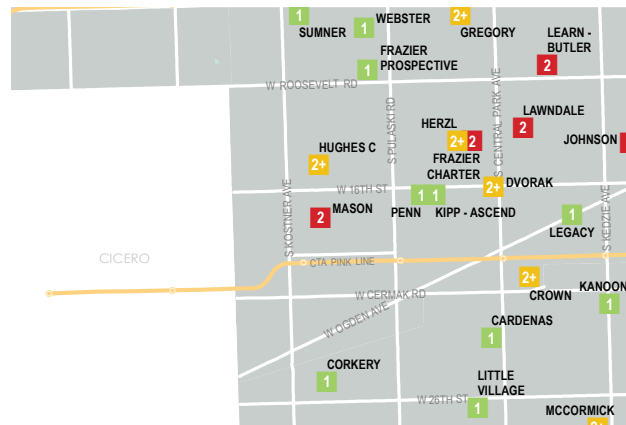 1
SUMNER
1
WEBSTER
2+
GREGORY
LEARN -
BUTLER
2
FRAZIER
PROSPECTIVE
1
W ROOSEVELT RD
S PULASKI RD
S CENTRAL PARK AVE
HERZL
2+
2
FRAZIER
CHARTER
LAWNDALE
2
JOHNSON
HUGHES C
2+
W 16TH ST
2+
DVORAK
1
1
PENN
KIPP - ASCEND
2
MASON
S KOSTNER AVE
1
LEGACY
S KEDZIE AVE
CICERO
CTA PINK LINE
2+
CROWN
KANOON
1
W CERMAK RD
W OGDEN AVE
CARDENAS
1
CORKERY
1
LITTLE
VILLAGE
1
W 26TH ST
MCCORMICK
2+